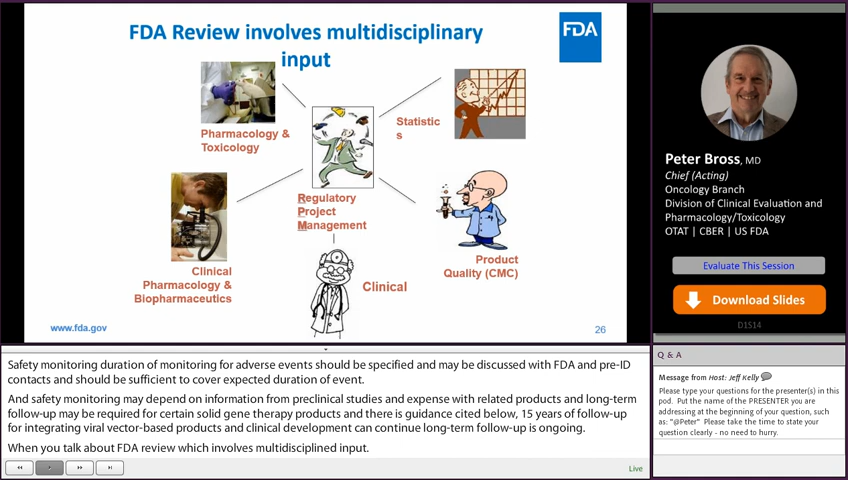 FDA Review involves multidisciplinary
input
FDA
Pharmacology &
Toxicology
Statistic
s
Regulatory
Project
Management
Clinical
Pharmacology &
Biopharmaceutics
Clinical
Product
Quality (CMC)
www.fda.gov
26
Peter Bross, MD
Chief (Acting)
Oncology Branch
Division of Clinical Evaluation and
Pharmacology/Toxicology
OTAT | CBER | US FDA
Evaluate This Session
Download Slides
D1S14
Safety monitoring duration of monitoring for adverse events should be specified and may be discussed with FDA and pre-ID
contacts and should be sufficient to cover expected duration of event.
And safety monitoring may depend on information from preclinical studies and expense with related products and long-term
follow-up may be required for certain solid gene therapy products and there is guidance cited below, 15 years of follow-up
for integrating viral vector-based products and clinical development can continue long-term follow-up is ongoing.
When you talk about FDA review which involves multidisciplined input.
Live
Q & A
Message from Host: Jeff Kelly
Please type your questions for the presenter(s) in this
pod. Put the name of the PRESENTER you are
addressing at the beginning of your question, such
as: "@Peter" Please take the time to state your
question clearly - no need to hurry.